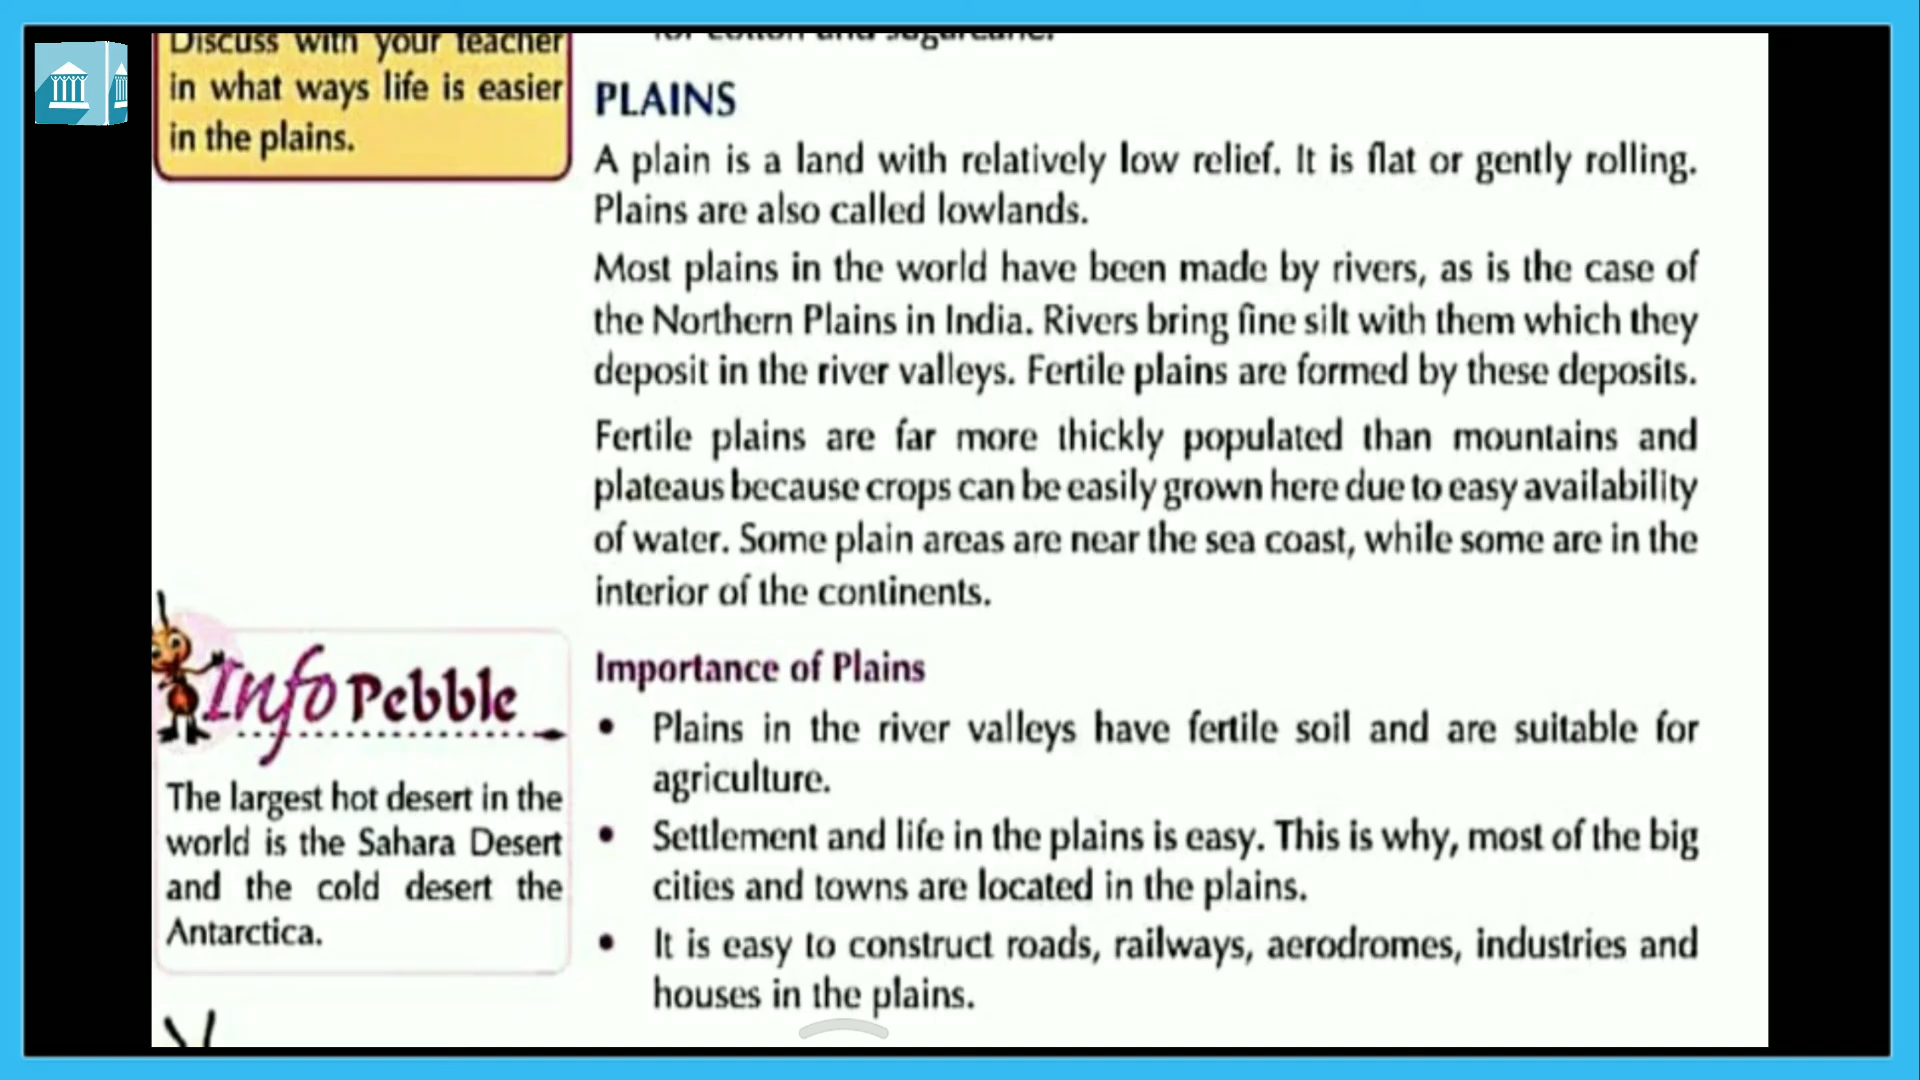 Discuss with your teacher
in what ways life is easier
in the plains.
for cotton and sugarcane.
PLAINS
A plain is a land with relatively low relief. It is flat or gently rolling.
Plains are also called lowlands.
Most plains in the world have been made by rivers, as is the case of
the Northern Plains in India. Rivers bring fine silt with them which they
deposit in the river valleys. Fertile plains are formed by these deposits.
Fertile plains are far more thickly populated than mountains and
plateaus because crops can be easily grown here due to easy availability
of water. Some plain areas are near the sea coast, while some are in the
interior of the continents.
Importance of Plains
• Plains in the river valleys have fertile soil and are suitable for
agriculture.
• Settlement and life in the plains is easy. This is why, most of the big
cities and towns are located in the plains.
• It is easy to construct roads, railways, aerodromes, industries and
houses in the plains.
Info Pebble
The largest hot desert in the
world is the Sahara Desert
and the cold desert the
Antarctica.